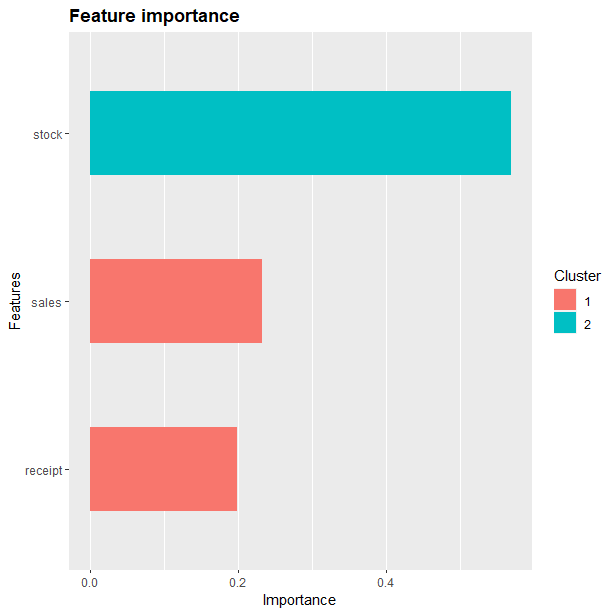 Feature importance
stock
sales
receipt
Features
0.0
0.2
0.4
Importance
Cluster
1
2